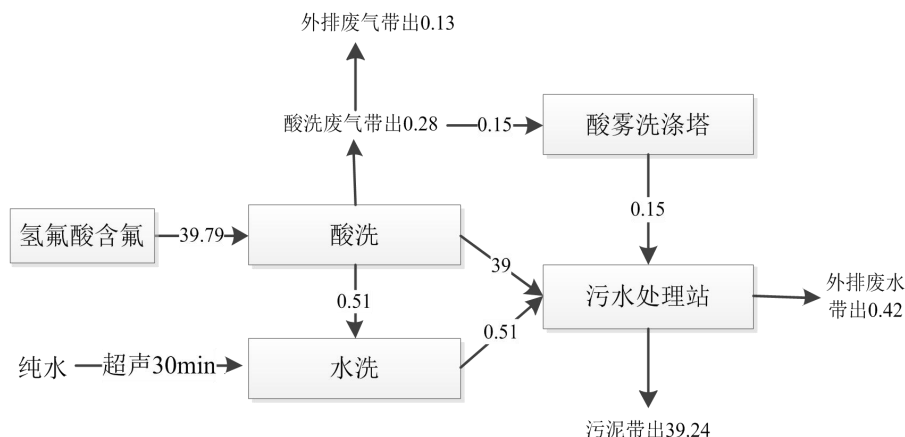 外排废气带出0.13
酸洗废气带出0.28
0.15
酸雾洗涤塔
0.15
氢氟酸含氟
39.79
酸洗
39
污水处理站
外排废水
带出0.42
0.51
0.51
纯水
超声30min
水洗
污泥带出39.24